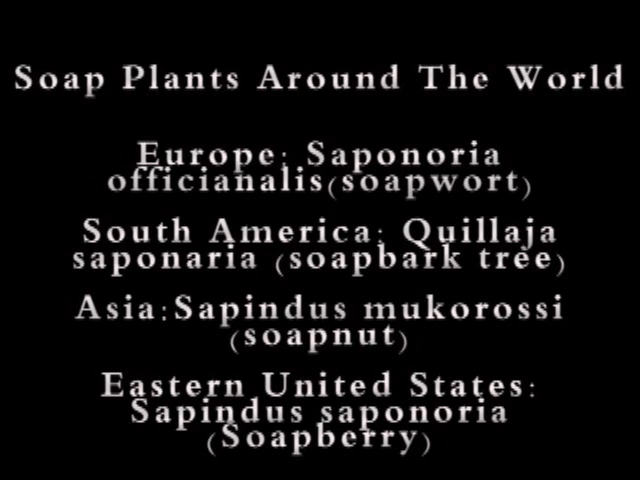 Soap Plants Around The World
Europe: Saponoria
officianalis(soapwort)
South America: Quillaja
saponaria (soapbark tree)
Asia:Sapindus mukorossi
(soapnut)
Eastern United States:
Sapindus saponoria
(Soapberry)